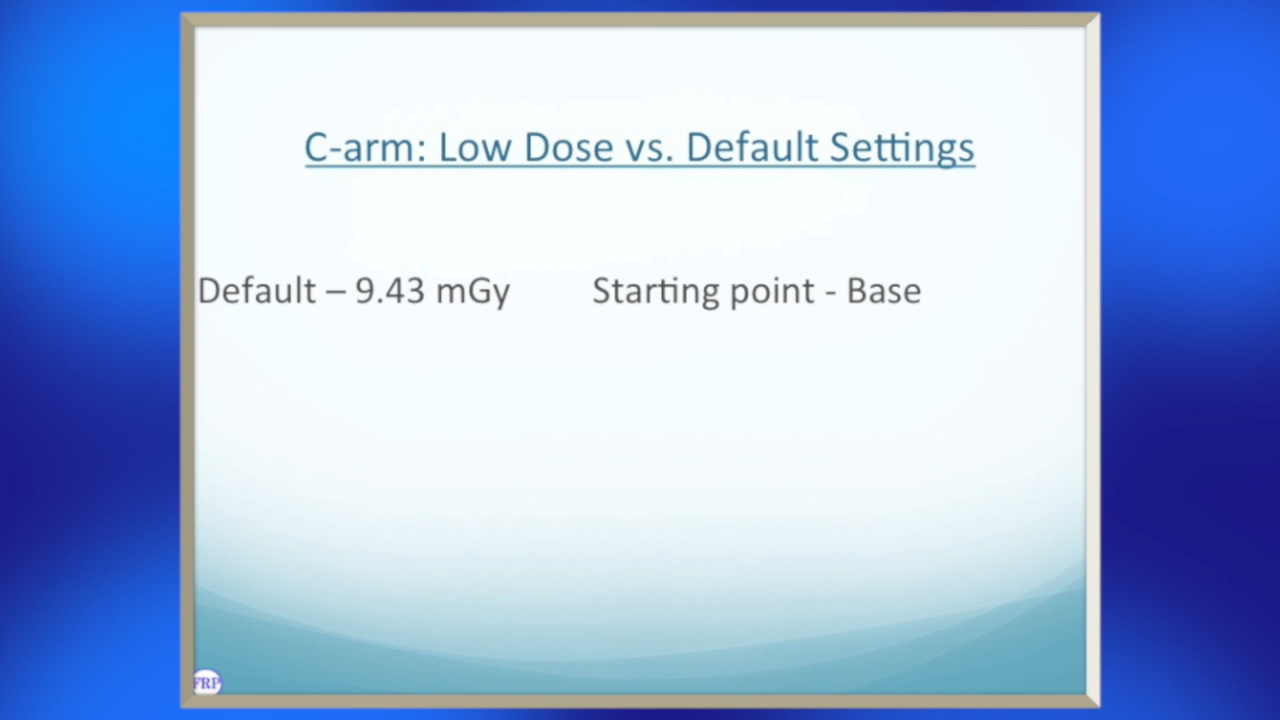 C-arm: Low Dose vs. Default Settings
Default – 9.43 mGy Starting point - Base
FRP